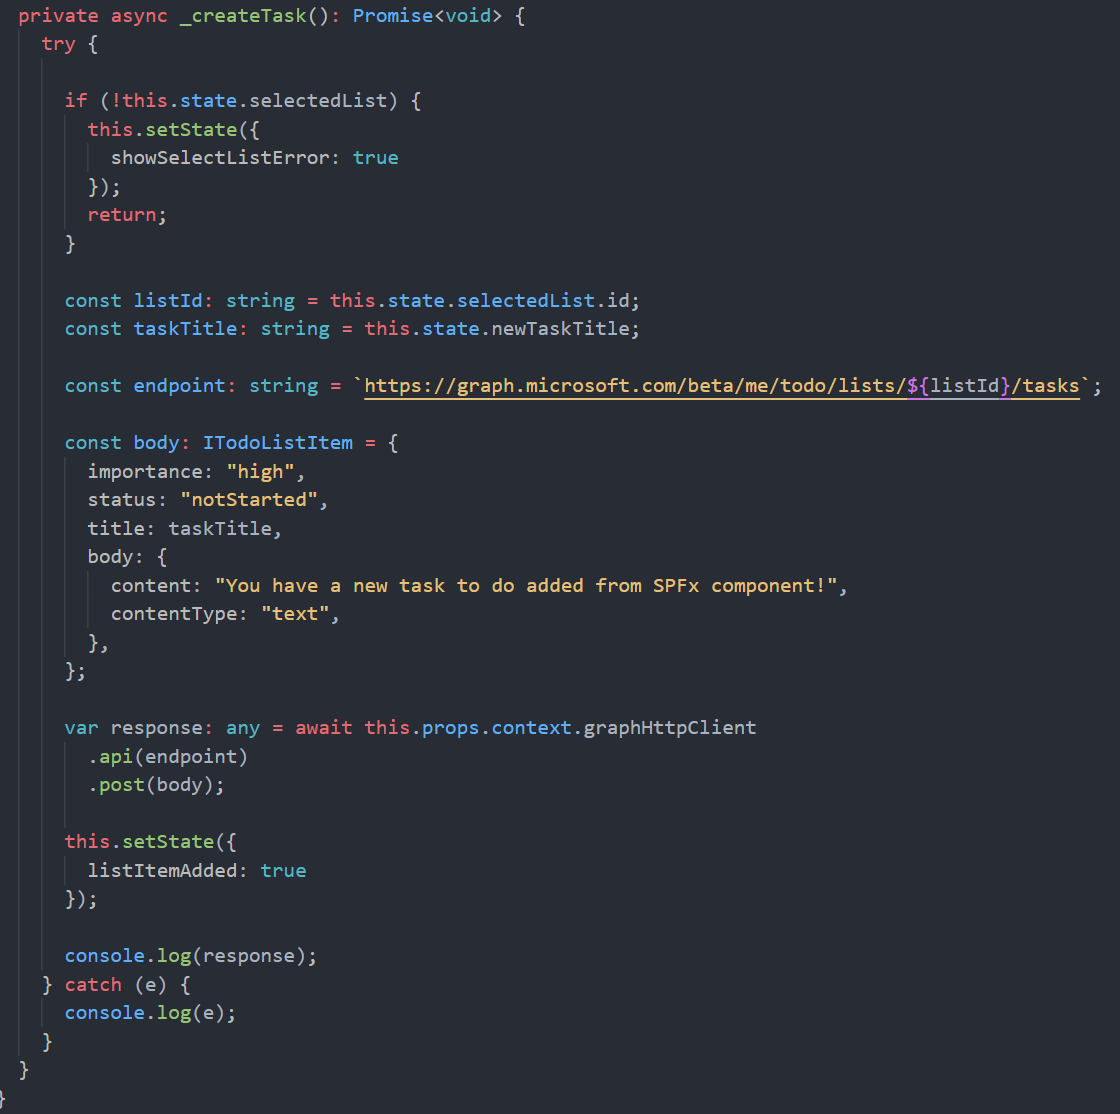 private async _createTask(): Promise<void> {
try {
if (!this.state.selectedList) {
this.setState({
showSelectListError: true
});
return;
}
const listId: string = this.state.selectedList.id;
const taskTitle: string = this.state.newTaskTitle;
const endpoint: string = `https://graph.microsoft.com/beta/me/todo/lists/${listId}/tasks`;
const body: ITodoListItem = {
importance: "high",
status: "notStarted",
title: taskTitle,
body: {
content: "You have a new task to do added from SPFx component!",
contentType: "text",
},
};
var response: any = await this.props.context.graphHttpClient
.api(endpoint)
.post(body);
this.setState({
listItemAdded: true
});
console.log(response);
} catch (e) {
console.log(e);
}
}
}